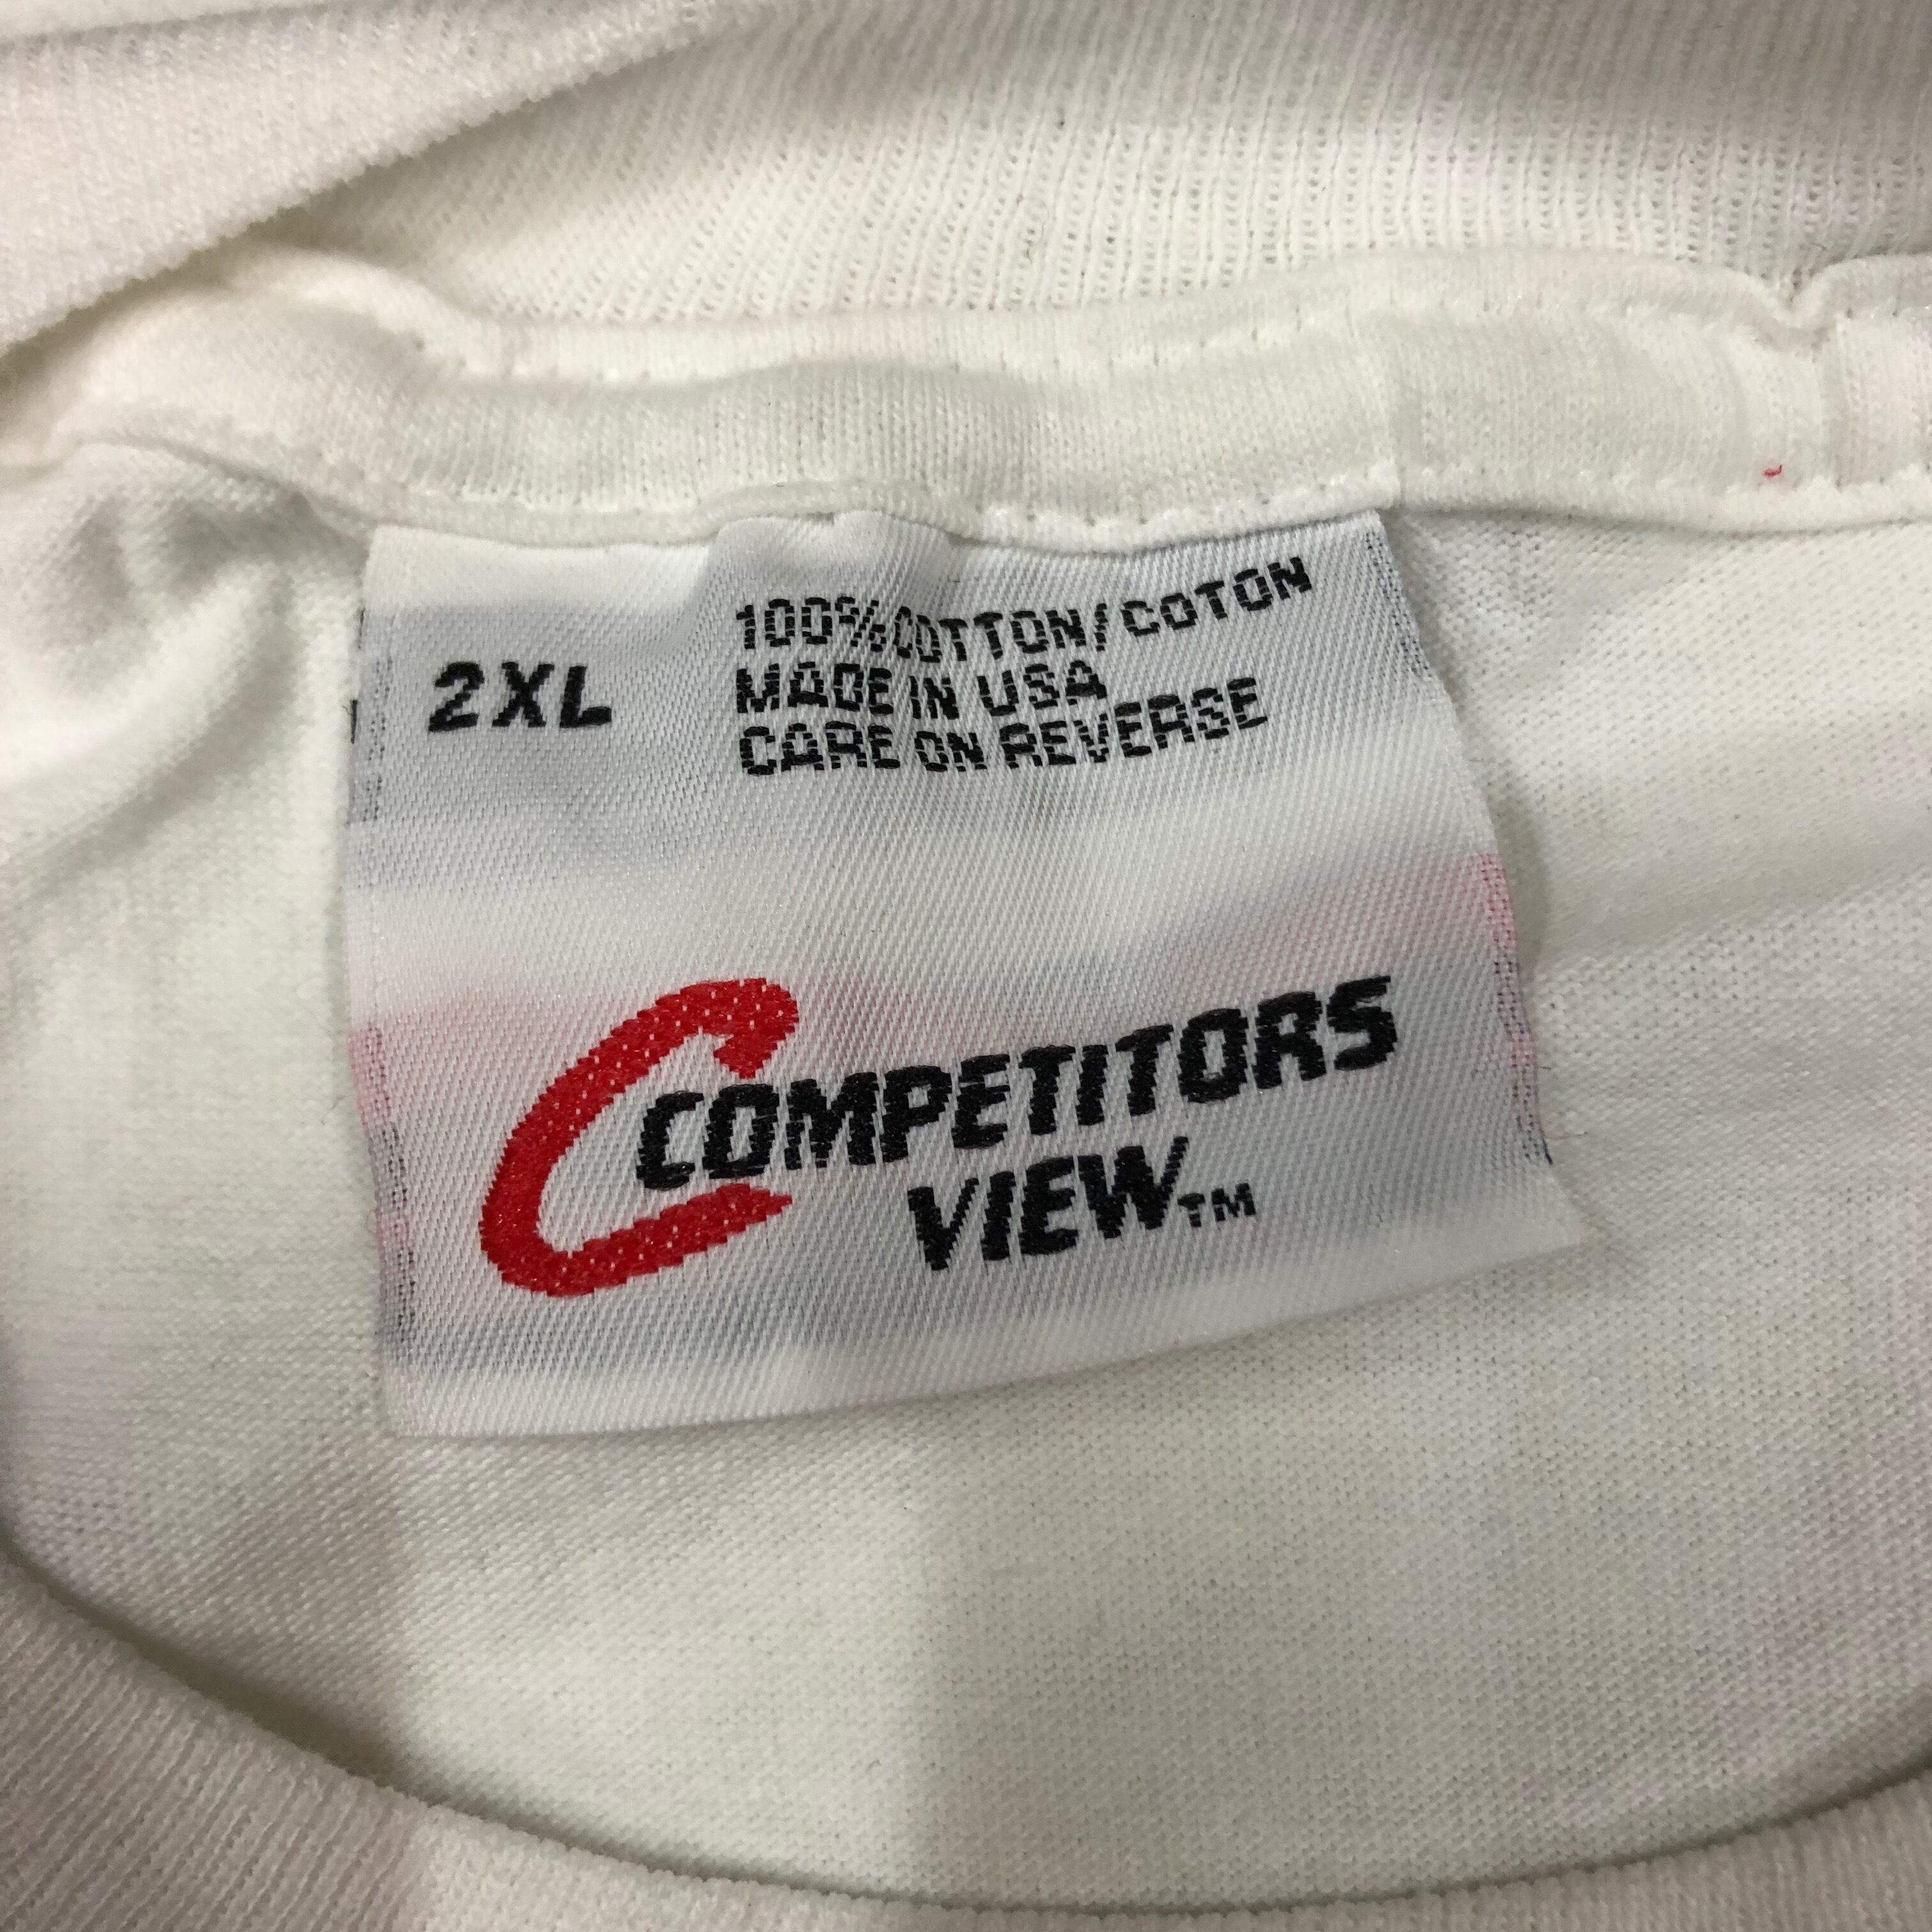 2XL
100% COTTON/COTON
MADE IN USA
CARE ON REVERSE
C COMPETITORS
VIEW TM